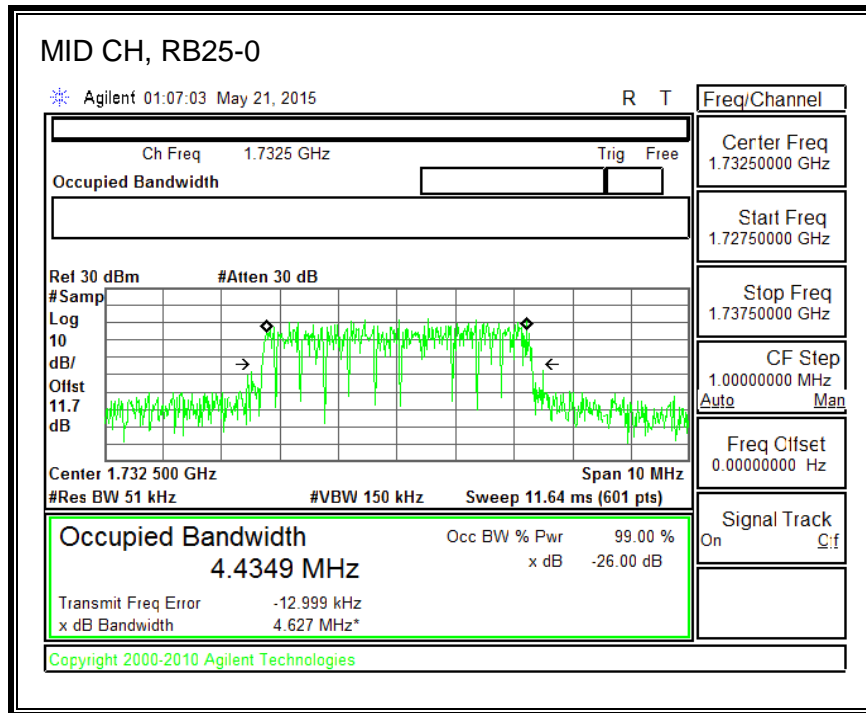 MID CH, RB25-0
Agilent 01:07:03 May 21, 2015 R T
Ch Freq 1.7325 GHz Trig Free
Occupied Bandwidth
Ref 30 dBm #Atten 30 dB
#Samp
Log
10
dB/
Offst
11.7
dB
Center 1.732 500 GHz Span 10 MHz
#Res BW 51 kHz #VBW 150 kHz Sweep 11.64 ms (601 pts)
Occupied Bandwidth Occ BW % Pwr 99.00 %
4.4349 MHz x dB -26.00 dB
Transmit Freq Error -12.999 kHz
x dB Bandwidth 4.627 MHz*
Copyright 2000-2010 Agilent Technologies
Freq/Channel
Center Freq
1.73250000 GHz
Start Freq
1.72750000 GHz
Stop Freq
1.73750000 GHz
CF Step
1.00000000 MHz
Auto Man
Freq Offset
0.00000000 Hz
Signal Track
On Off